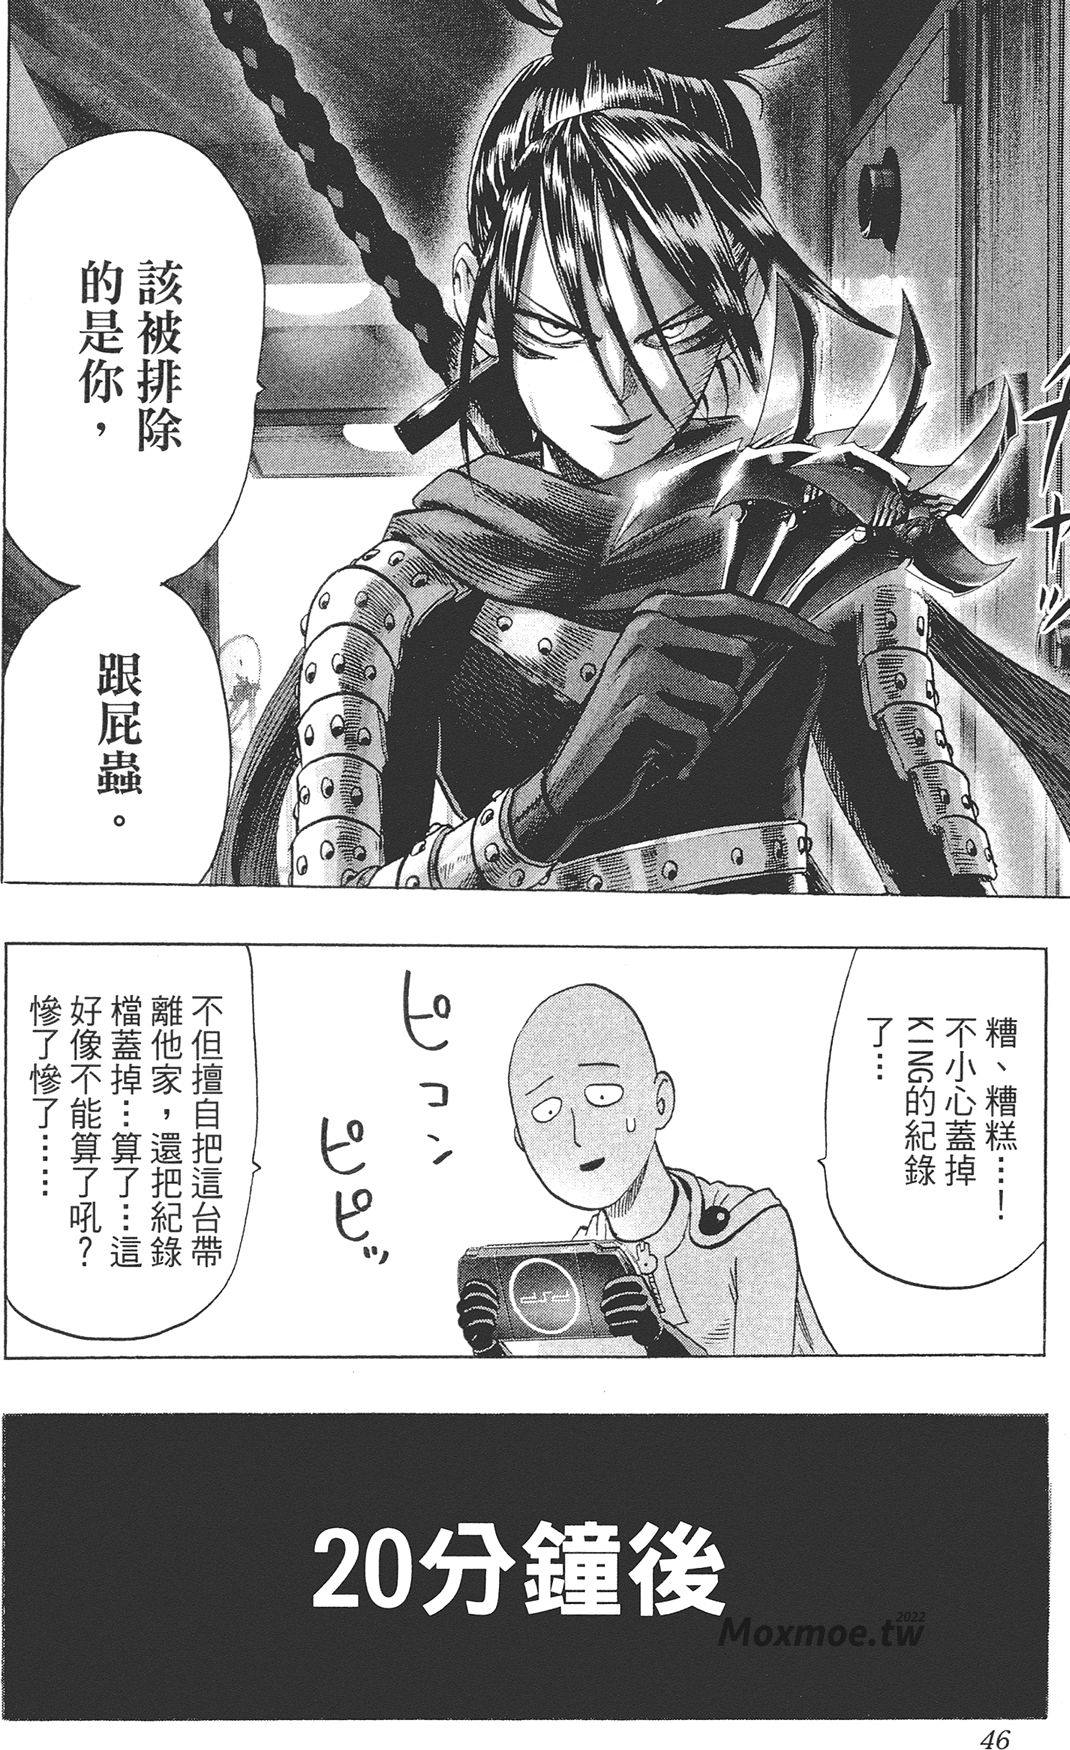 該被排除
的是你，
跟屁蟲。
糟、糟糕…！
不小心蓋掉
KING的紀錄
了…
ピコン
ピピッ
不但擅自把這台帶
離他家，還把紀錄
檔蓋掉…算了…這
好像不能算了吼？
慘了慘了……
20分鐘後
2022
Moxmoe.tw
46